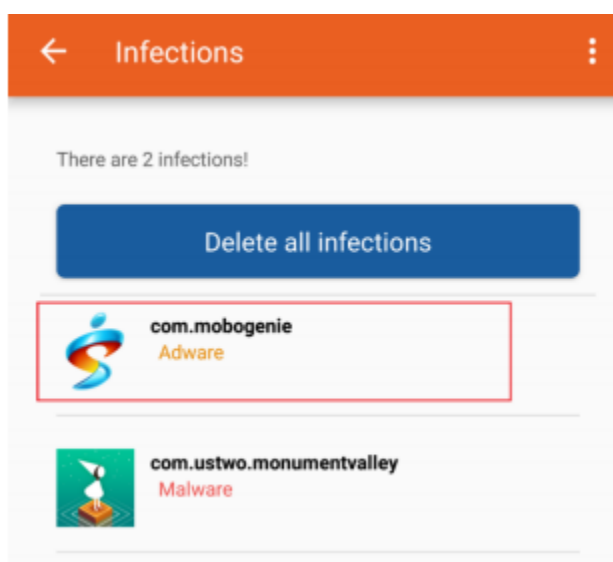 Infections
There are 2 infections!
Delete all infections
com.mobogenie
Adware
com.ustwo.monumentvalley
Malware